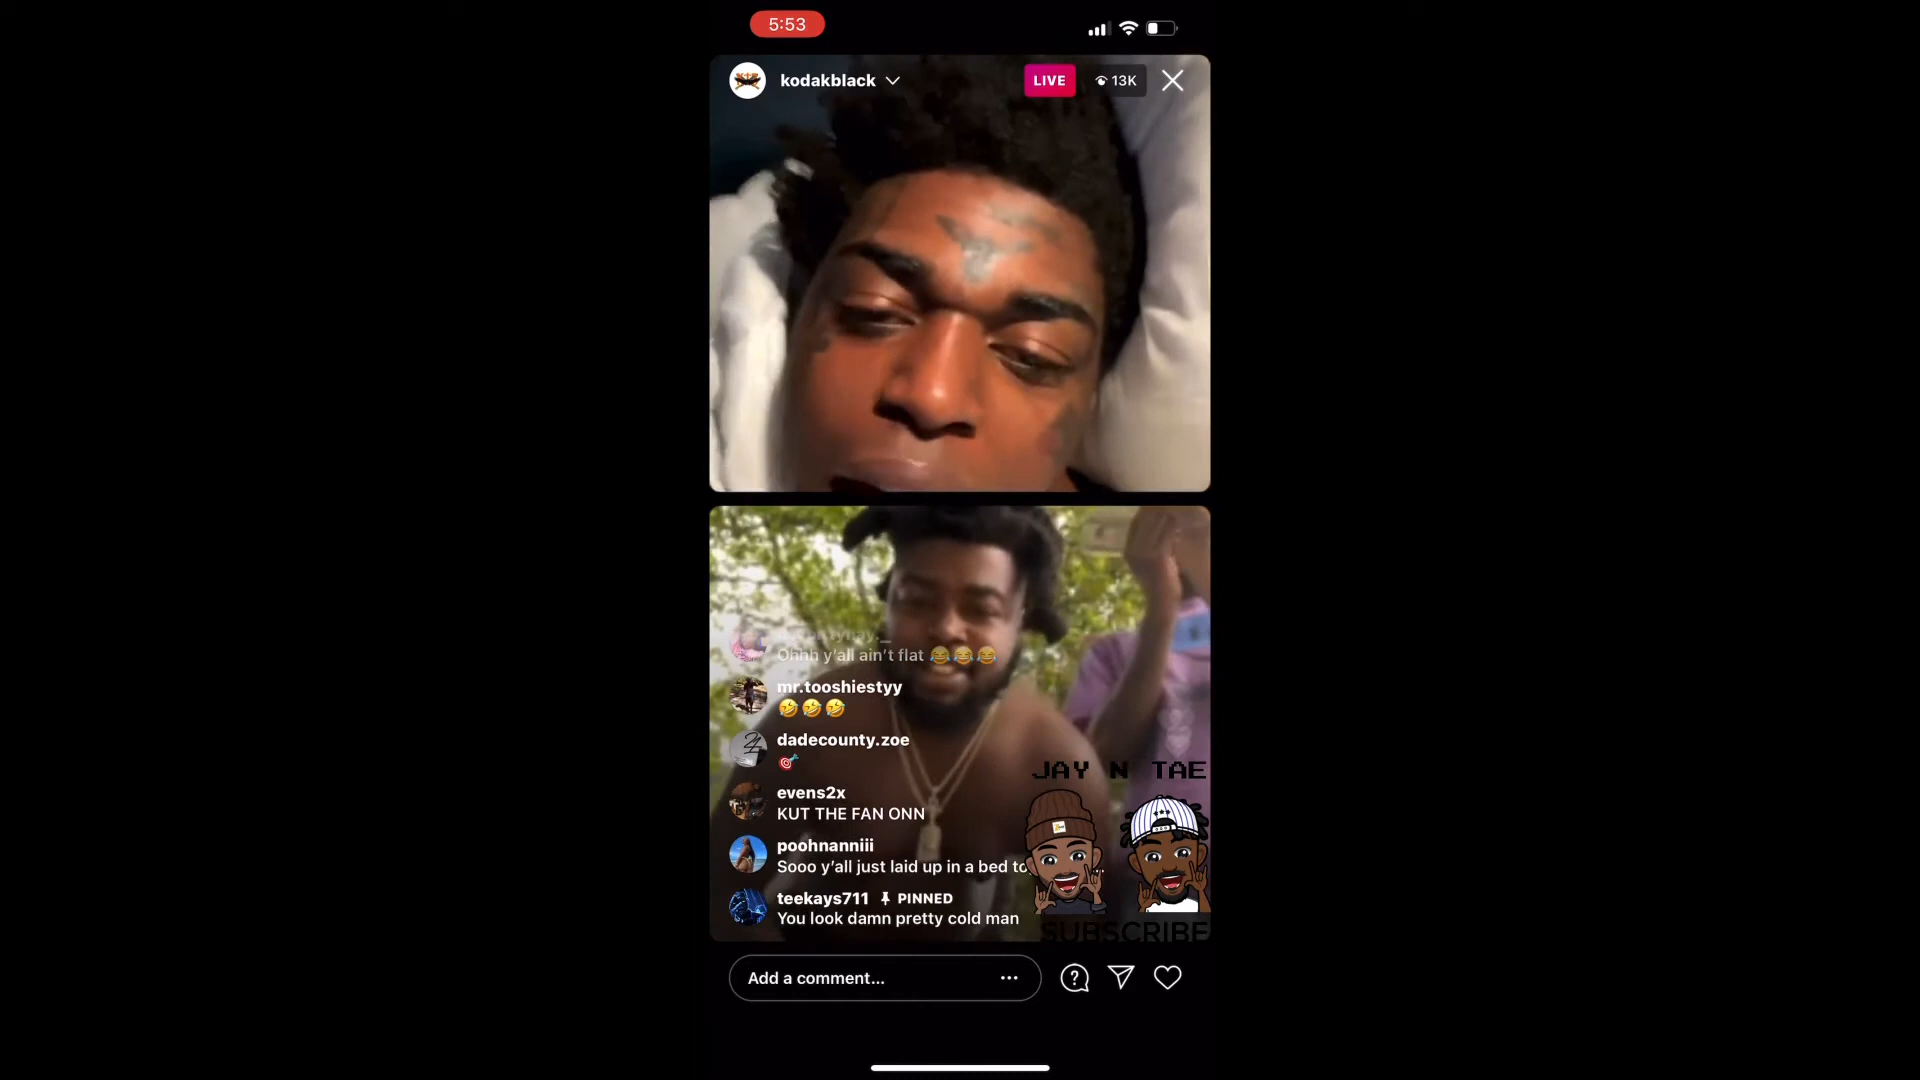 5:53
kodakblack
LIVE
13K
Ohhh y'all ain't flat 😂😂😂
mr.tooshiestyy
🤣🤣🤣
dadecounty.zoe
🎯
evens2x
KUT THE FAN ONN
poohnanniii
Sooo y'all just laid up in a bed
teekays711 PINNED
You look damn pretty cold man
JAY N TAE
SUBSCRIBE
Add a comment...